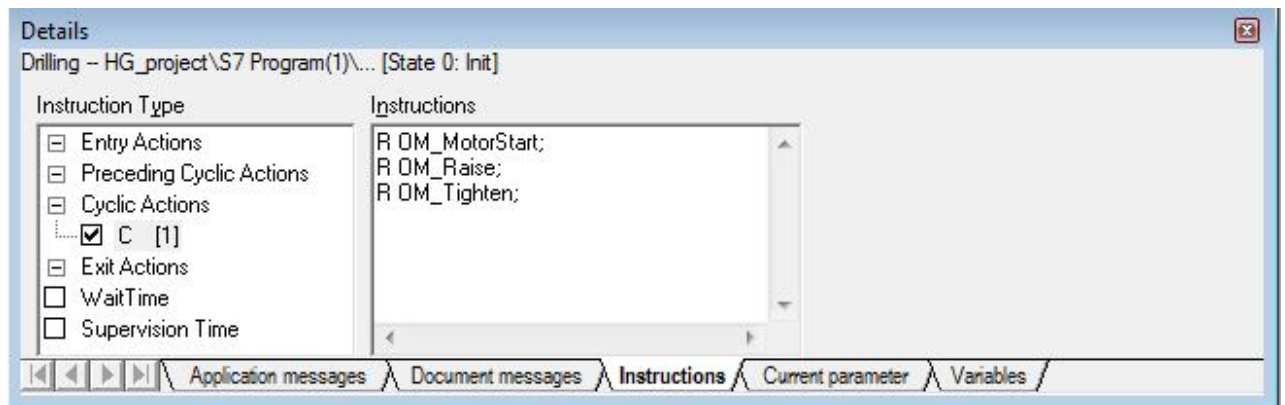 Details
Drilling -- HG_project\S7 Program(1)\... [State 0: Init]
Instruction Type
Instructions
Entry Actions
Preceding Cyclic Actions
Cyclic Actions
C [1]
Exit Actions
WaitTime
Supervision Time
R OM_MotorStart;
R OM_Raise;
R OM_Tighten;
Application messages
Document messages
Instructions
Current parameter
Variables